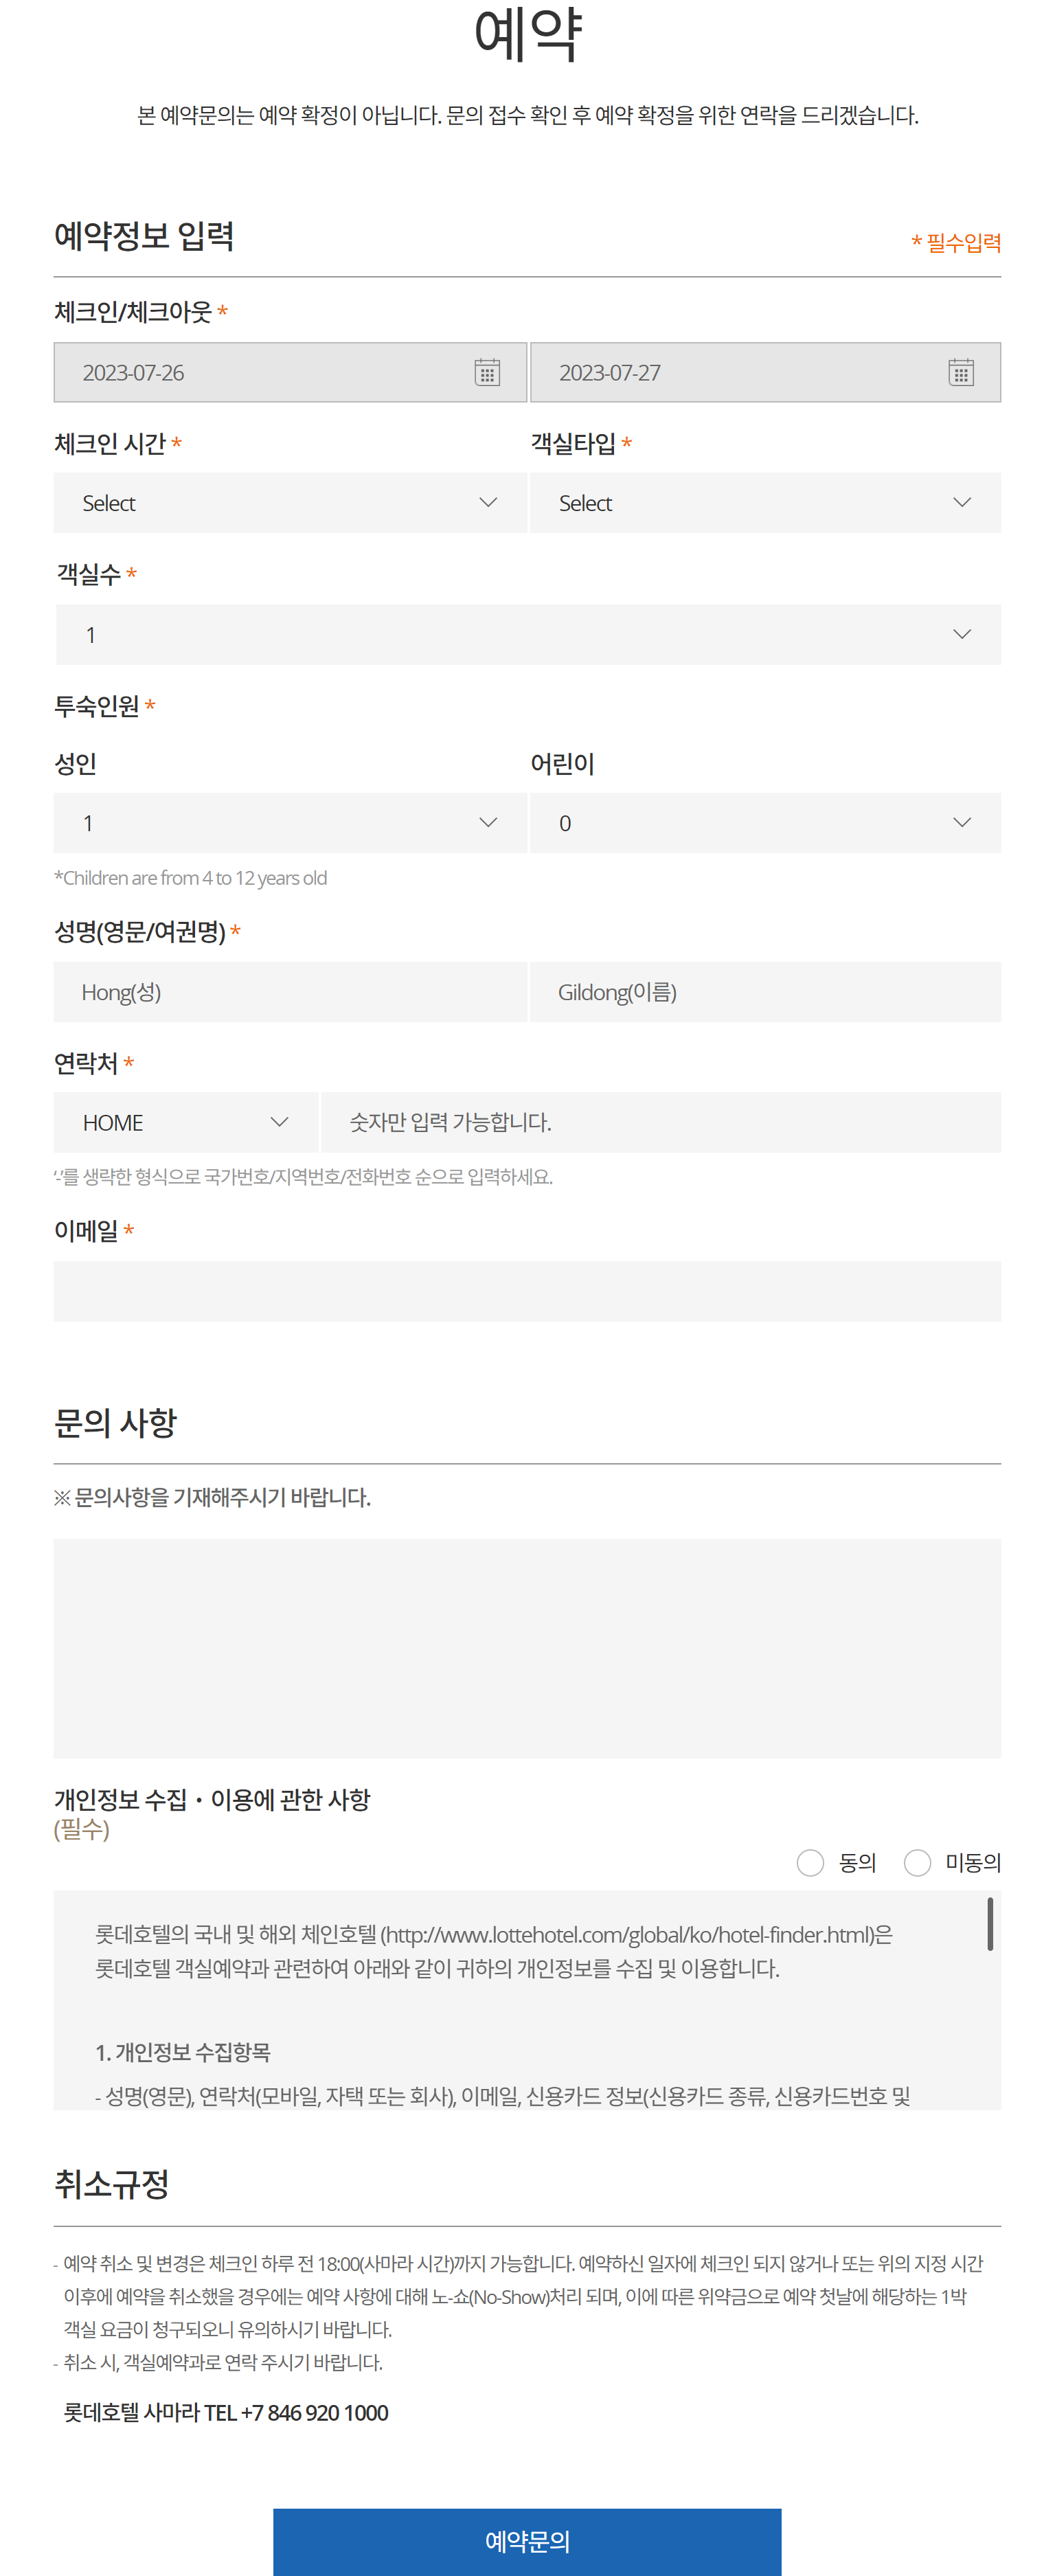 예약
본 예약문의는 예약 확정이 아닙니다. 문의 접수 확인 후 예약 확정을 위한 연락을 드리겠습니다.
예약정보 입력
* 필수입력
체크인/체크아웃 *
2023-07-26
2023-07-27
체크인 시간 *
객실타입 *
Select
Select
객실수 *
1
투숙인원 *
성인
어린이
1
0
*Children are from 4 to 12 years old
성명(영문/여권명) *
Hong(성)
Gildong(이름)
연락처 *
HOME
숫자만 입력 가능합니다.
‘-’를 생략한 형식으로 국가번호/지역번호/전화번호 순으로 입력하세요.
이메일 *
문의 사항
※ 문의사항을 기재해주시기 바랍니다.
개인정보 수집・이용에 관한 사항
(필수)
동의
미동의
롯데호텔의 국내 및 해외 체인호텔 (http://www.lottehotel.com/global/ko/hotel-finder.html)은
롯데호텔 객실예약과 관련하여 아래와 같이 귀하의 개인정보를 수집 및 이용합니다.
1. 개인정보 수집항목
- 성명(영문), 연락처(모바일, 자택 또는 회사), 이메일, 신용카드 정보(신용카드 종류, 신용카드번호 및
취소규정
- 예약 취소 및 변경은 체크인 하루 전 18:00(사마라 시간)까지 가능합니다. 예약하신 일자에 체크인 되지 않거나 또는 위의 지정 시간
이후에 예약을 취소했을 경우에는 예약 사항에 대해 노-쇼(No-Show)처리 되며, 이에 따른 위약금으로 예약 첫날에 해당하는 1박
객실 요금이 청구되오니 유의하시기 바랍니다.
- 취소 시, 객실예약과로 연락 주시기 바랍니다.
롯데호텔 사마라 TEL +7 846 920 1000
예약문의